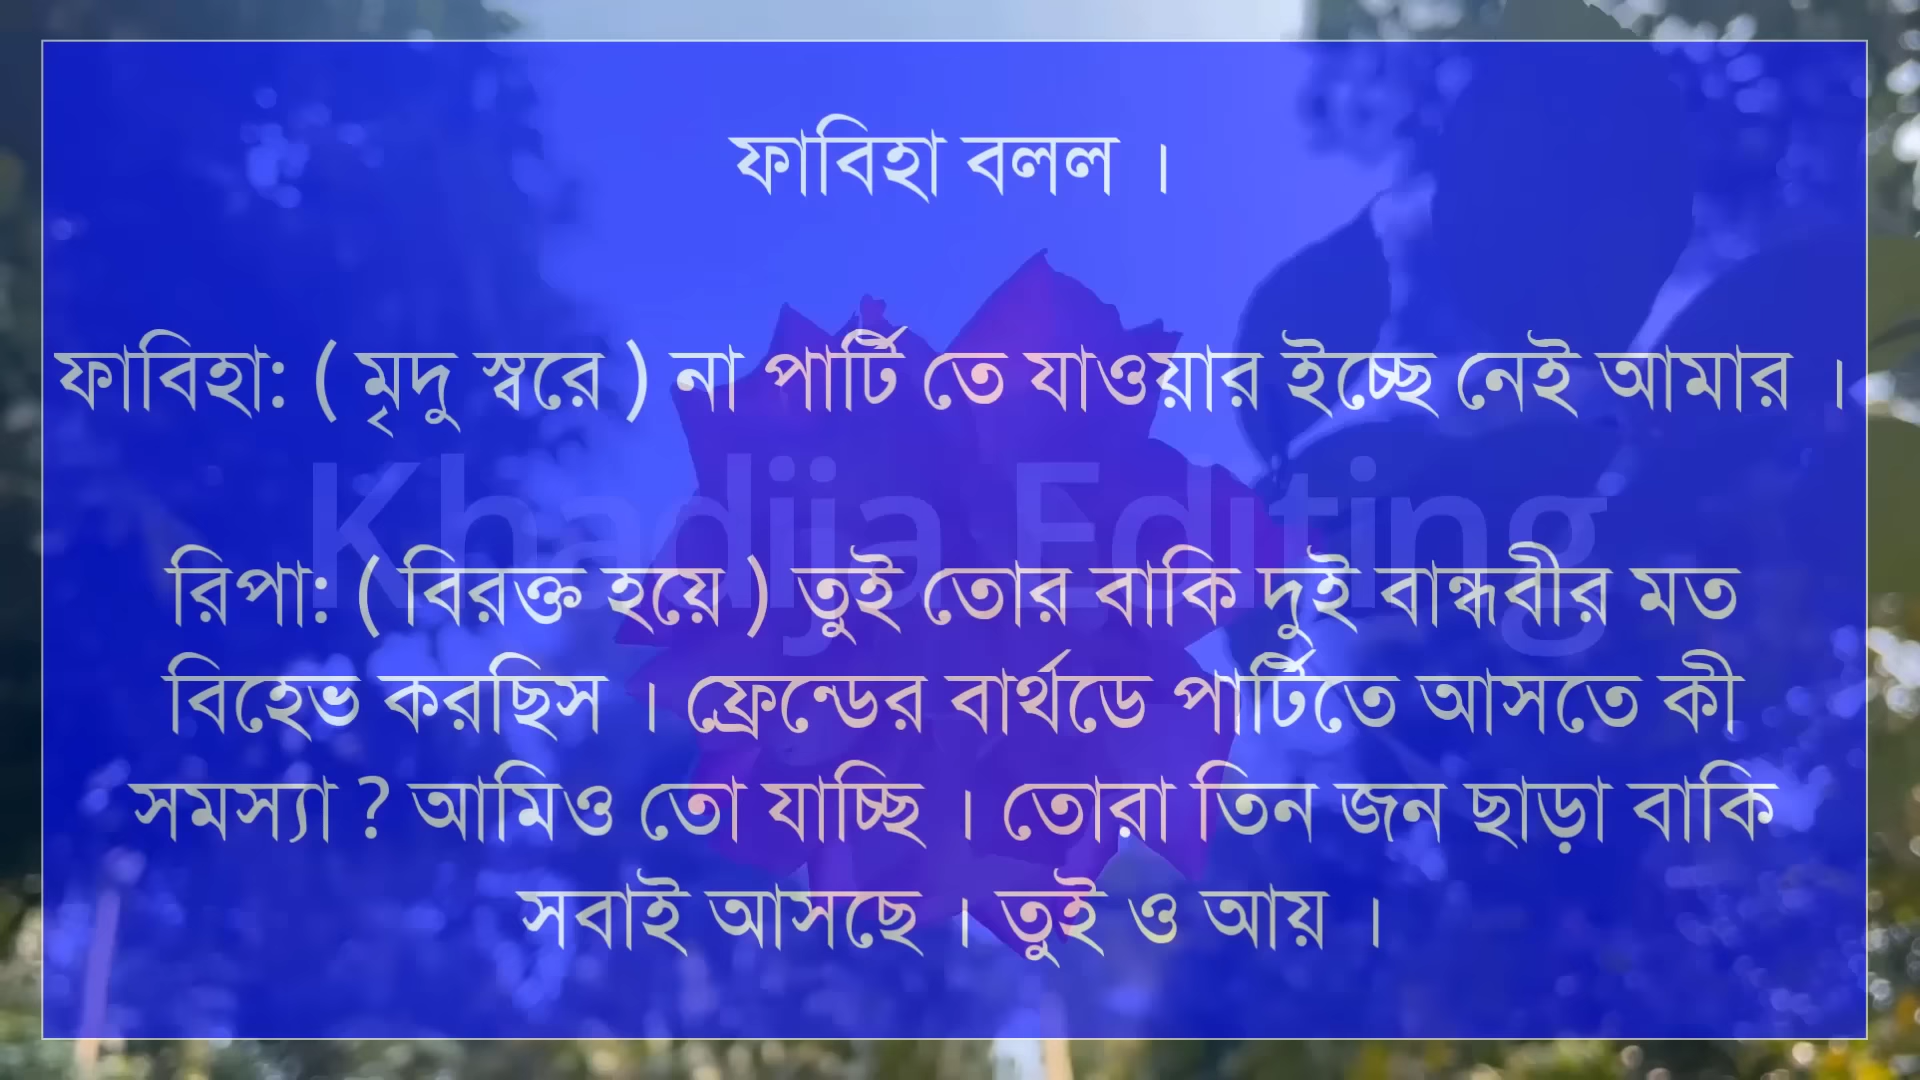 ফাবিহা বলল ।
ফাবিহা: ( মৃদু স্বরে ) না পার্টি তে যাওয়ার ইচ্ছে নেই আমার ।
Khadija Editing
রিপা: ( বিরক্ত হয়ে ) তুই তোর বাকি দুই বান্ধবীর মত
বিহেভ করছিস । ফ্রেন্ডের বার্থডে পার্টিতে আসতে কী
সমস্যা ? আমিও তো যাচ্ছি । তোরা তিন জন ছাড়া বাকি
সবাই আসছে । তুই ও আয় ।